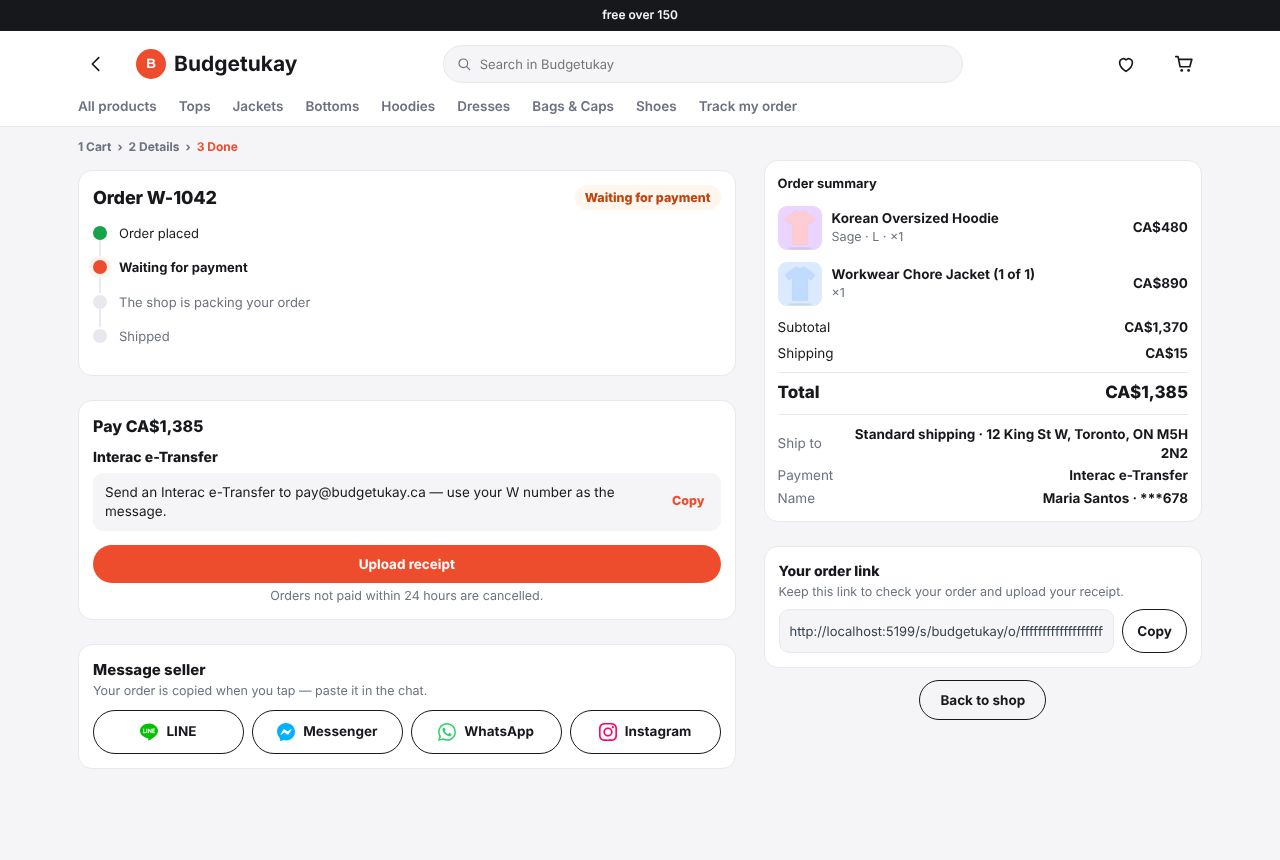 free over 150
B Budgetukay
Search in Budgetukay
All products Tops Jackets Bottoms Hoodies Dresses Bags & Caps Shoes Track my order
1 Cart › 2 Details › 3 Done
Order W-1042
Waiting for payment
Order placed
Waiting for payment
The shop is packing your order
Shipped
Pay CA$1,385
Interac e-Transfer
Send an Interac e-Transfer to pay@budgetukay.ca — use your W number as the
message.
Copy
Upload receipt
Orders not paid within 24 hours are cancelled.
Message seller
Your order is copied when you tap — paste it in the chat.
LINE Messenger WhatsApp Instagram
Order summary
Korean Oversized Hoodie
Sage · L · ×1
CA$480
Workwear Chore Jacket (1 of 1)
×1
CA$890
Subtotal CA$1,370
Shipping CA$15
Total CA$1,385
Ship to Standard shipping · 12 King St W, Toronto, ON M5H
2N2
Payment Interac e-Transfer
Name Maria Santos · ***678
Your order link
Keep this link to check your order and upload your receipt.
http://localhost:5199/s/budgetukay/o/fffffffffffffffffff
Copy
Back to shop